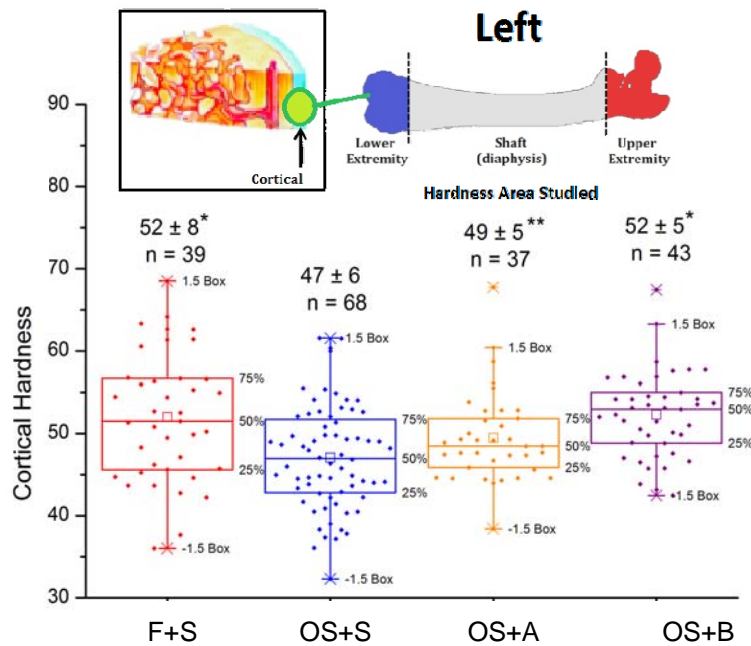 Left
Cortical
Lower
Extremity
Shaft
(diaphysis)
Upper
Extremity
Hardness Area Studied
Cortical Hardness
90
80
70
60
50
40
30
52 ± 8*
n = 39
1.5 Box
75%
50%
25%
-1.5 Box
F+S
47 ± 6
n = 68
1.5 Box
75%
50%
25%
-1.5 Box
OS+S
49 ± 5**
n = 37
1.5 Box
75%
50%
25%
-1.5 Box
OS+A
52 ± 5*
n = 43
1.5 Box
75%
50%
25%
-1.5 Box
OS+B